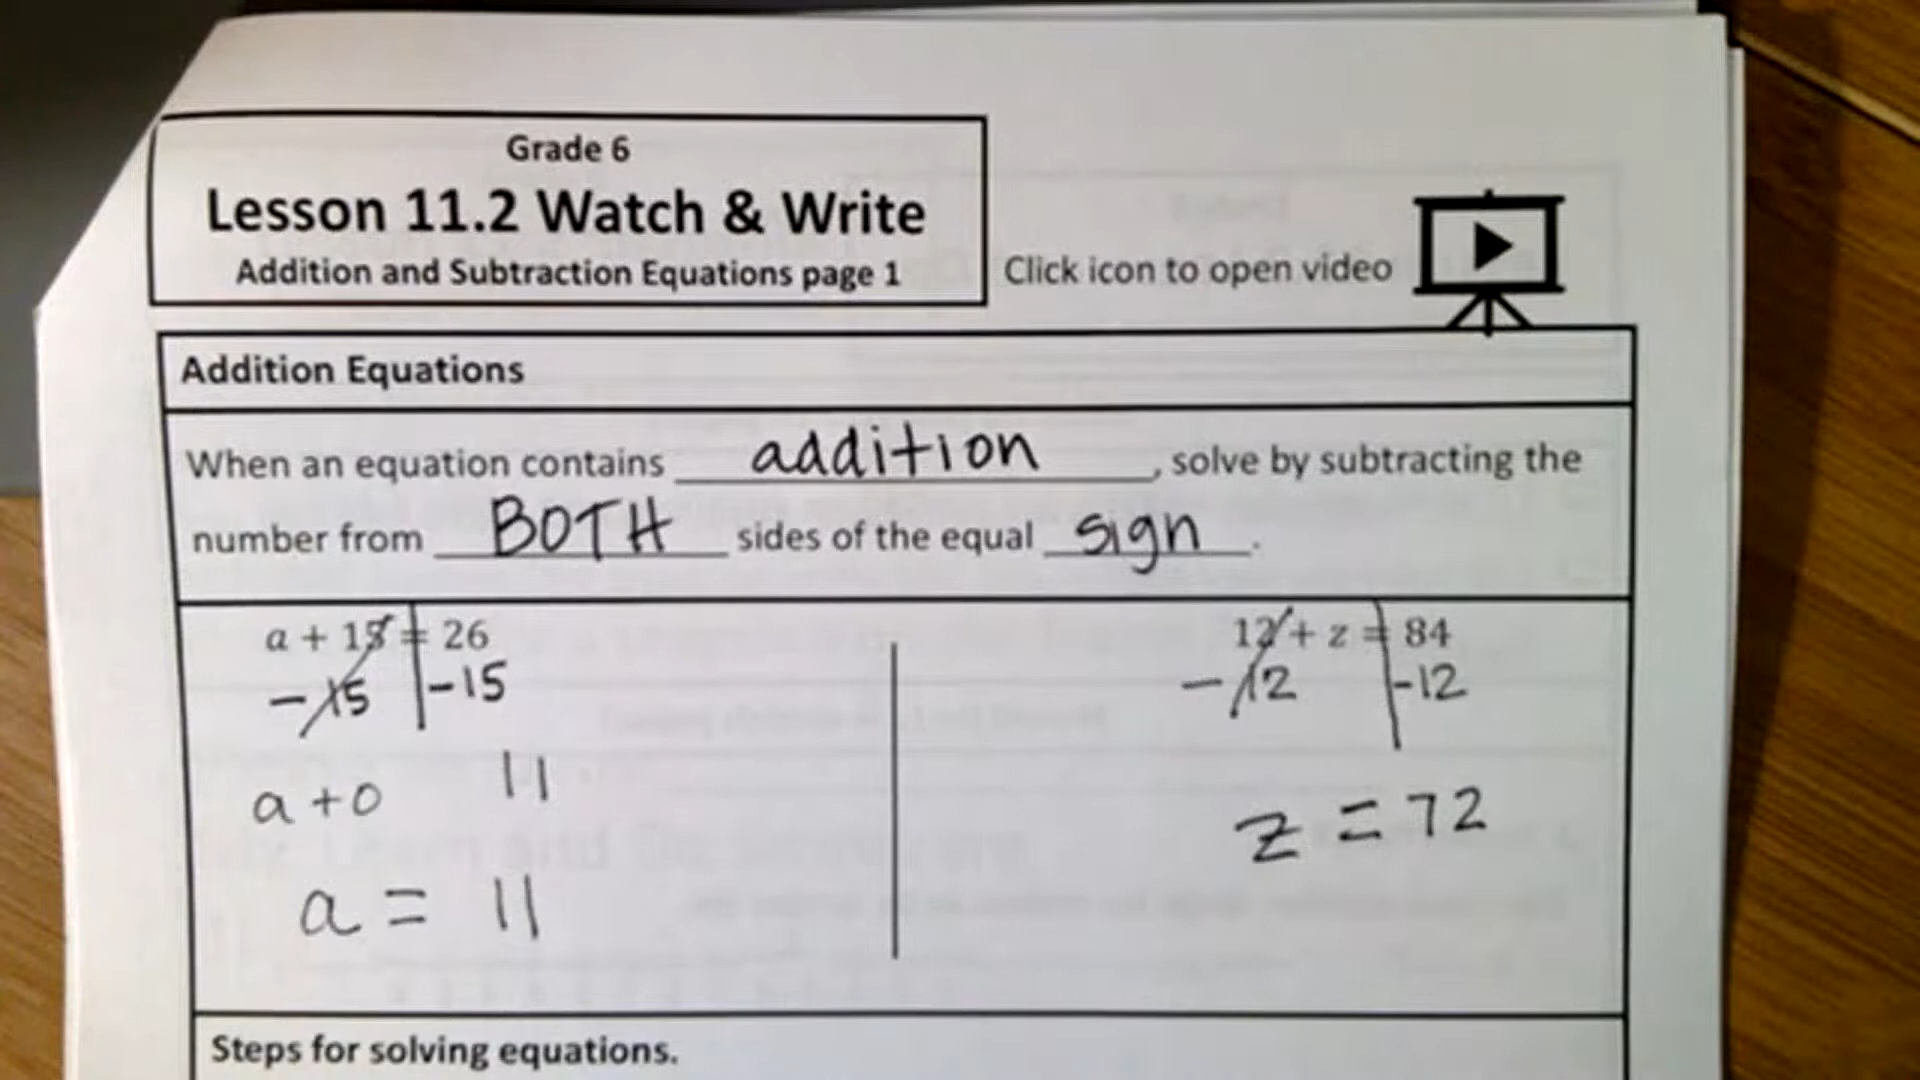 Grade 6
Lesson 11.2 Watch & Write
Addition and Subtraction Equations page 1
Click icon to open video
Addition Equations
When an equation contains addition, solve by subtracting the
number from BOTH sides of the equal sign.
a + 15 = 26
-15 -15
a + 0 11
a = 11
12 + z = 84
-12 -12
z = 72
Steps for solving equations.